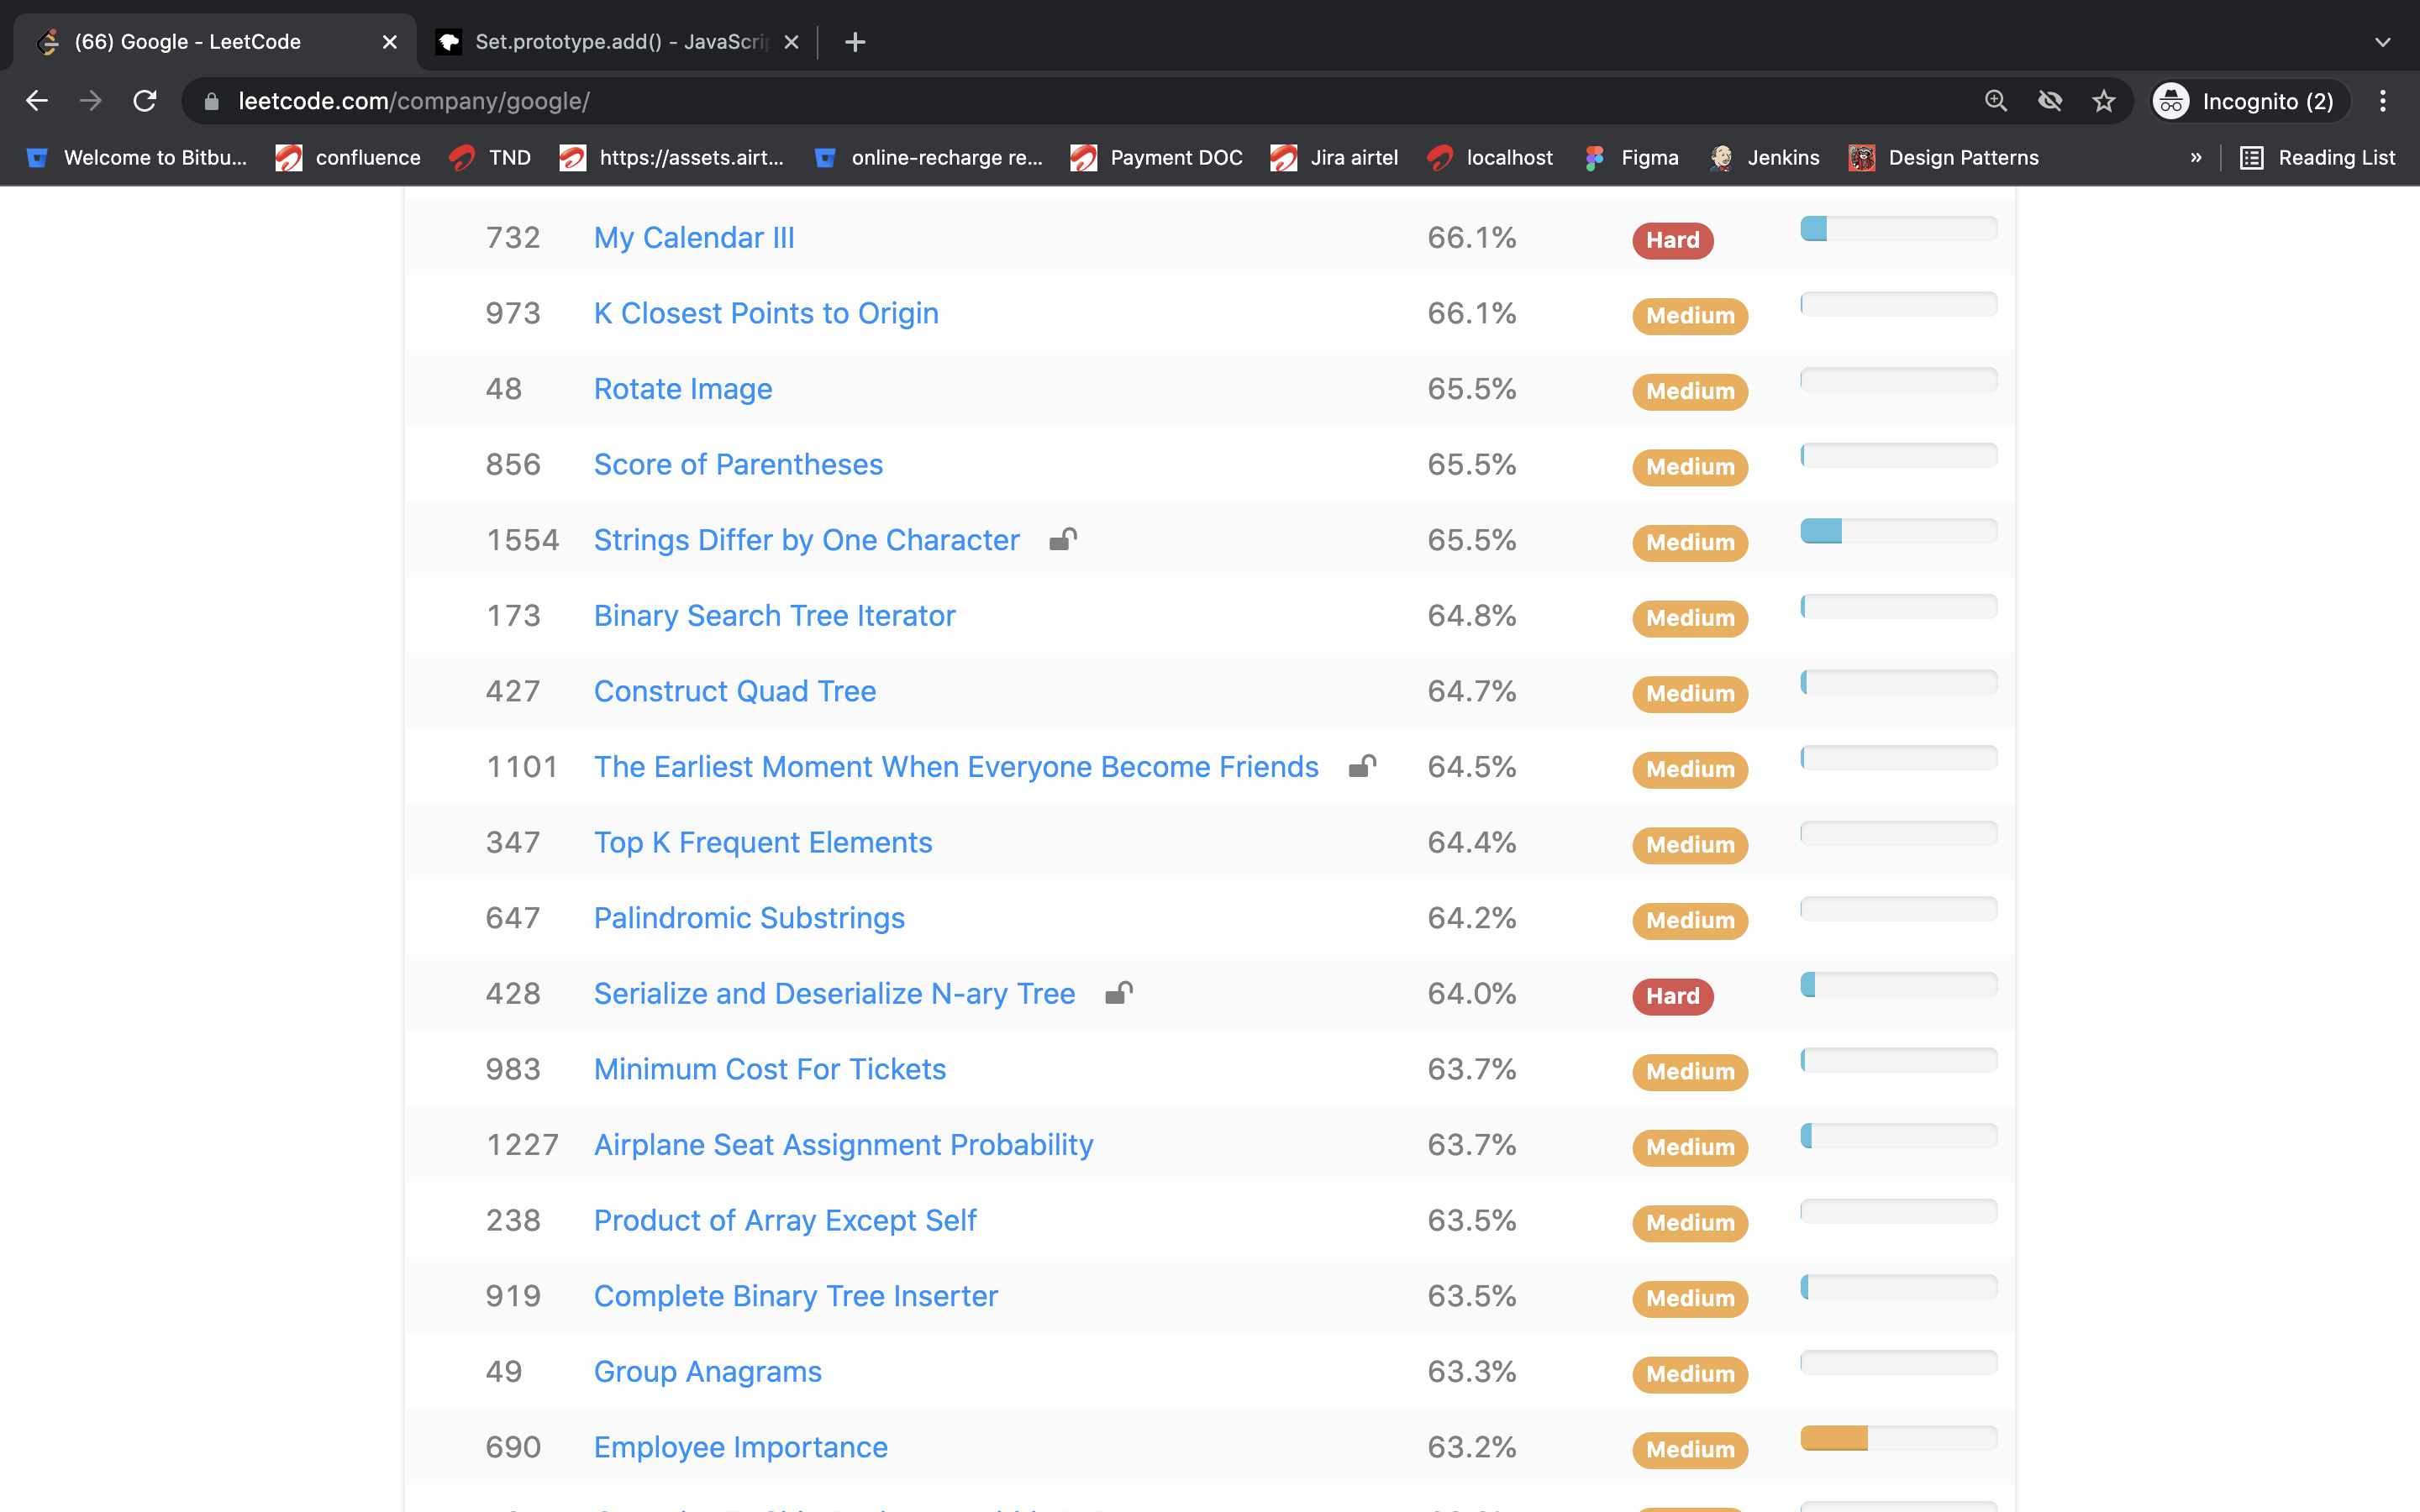 (66) Google - LeetCode
Set.prototype.add() - JavaScri
leetcode.com/company/google/
Incognito (2)
Welcome to Bitbu... confluence TND https://assets.airt... online-recharge re... Payment DOC Jira airtel localhost Figma Jenkins Design Patterns » Reading List
732 My Calendar III 66.1% Hard
973 K Closest Points to Origin 66.1% Medium
48 Rotate Image 65.5% Medium
856 Score of Parentheses 65.5% Medium
1554 Strings Differ by One Character 65.5% Medium
173 Binary Search Tree Iterator 64.8% Medium
427 Construct Quad Tree 64.7% Medium
1101 The Earliest Moment When Everyone Become Friends 64.5% Medium
347 Top K Frequent Elements 64.4% Medium
647 Palindromic Substrings 64.2% Medium
428 Serialize and Deserialize N-ary Tree 64.0% Hard
983 Minimum Cost For Tickets 63.7% Medium
1227 Airplane Seat Assignment Probability 63.7% Medium
238 Product of Array Except Self 63.5% Medium
919 Complete Binary Tree Inserter 63.5% Medium
49 Group Anagrams 63.3% Medium
690 Employee Importance 63.2% Medium